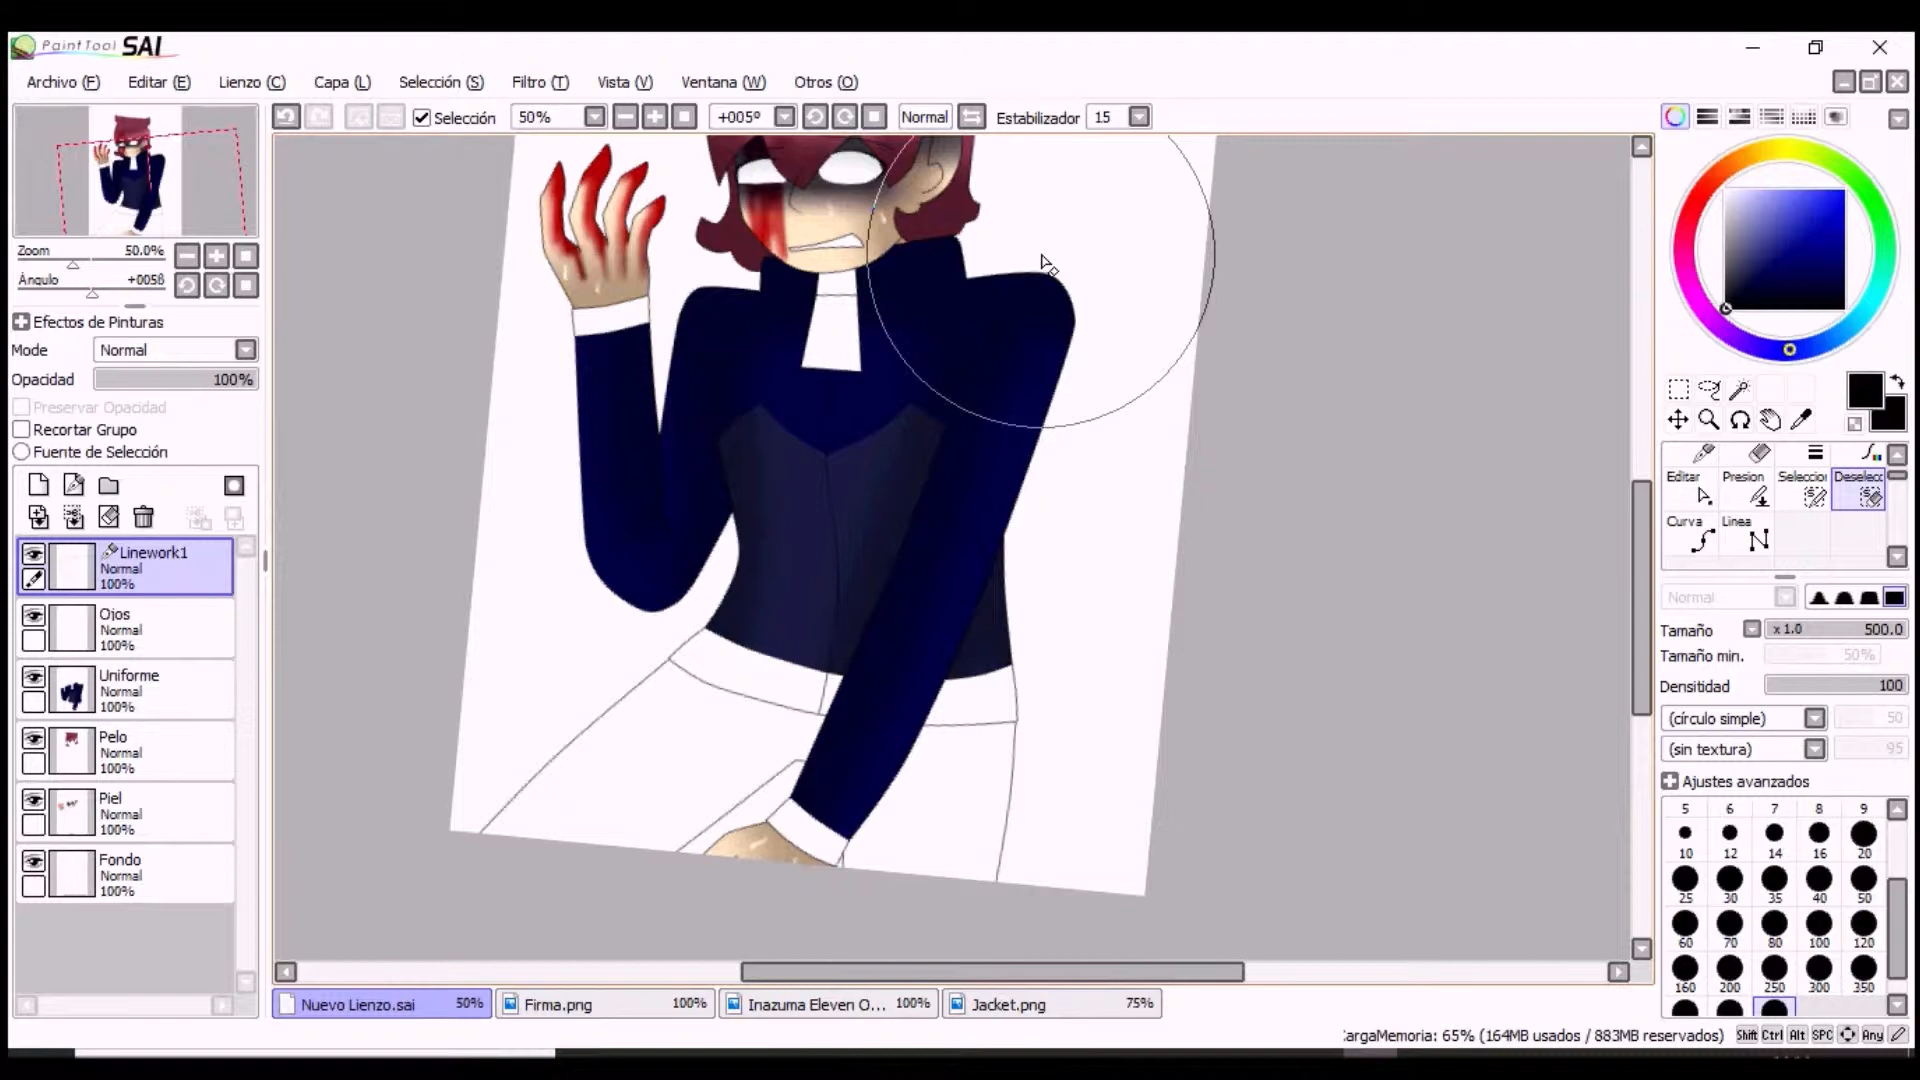 PaintTool SAI
Archivo (F) Editar (E) Lienzo (C) Capa (L) Selección (S) Filtro (T) Vista (V) Ventana (W) Otros (O)
Selección 50% +005º Normal Estabilizador 15
Zoom 50.0%
Ángulo +005ß
Efectos de Pinturas
Mode Normal
Opacidad 100%
Preservar Opacidad
Recortar Grupo
Fuente de Selección
Linework1
Normal
100%
Ojos
Normal
100%
Uniforme
Normal
100%
Pelo
Normal
100%
Piel
Normal
100%
Fondo
Normal
100%
Editar Presion Seleccior Deselecc
Curva Linea
Normal
Tamaño x 1.0 500.0
Tamaño min. 50%
Densitidad 100
(círculo simple) 50
(sin textura) 95
Ajustes avanzados
5 6 7 8 9
10 12 14 16 20
25 30 35 40 50
60 70 80 100 120
160 200 250 300 350
Nuevo Lienzo.sai 50% Firma.png 100% Inazuma Eleven O... 100% Jacket.png 75%
CargaMemoria: 65% (164MB usados / 883MB reservados) Shift Ctrl Alt SPC Any